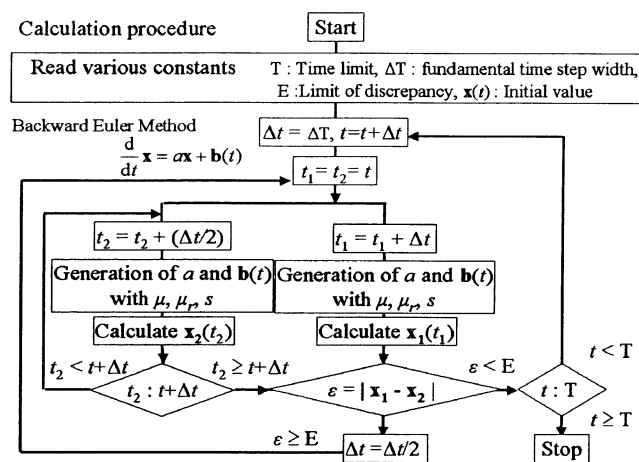 Calculation procedure
Start
Read various constants T : Time limit, ΔT : fundamental time step width,
E :Limit of discrepancy, x(t) : Initial value
Backward Euler Method
d/dt x = ax + b(t)
Δt = ΔT, t=t+Δt
t₁ = t₂ = t
t₂ = t₂ + (Δt/2)
t₁ = t₁ + Δt
Generation of a and b(t)
with μ, μᵣ, s
Generation of a and b(t)
with μ, μᵣ, s
Calculate x₂(t₂)
Calculate x₁(t₁)
t₂ < t+Δt
t₂ : t+Δt
t₂ ≥ t+Δt
ε = | x₁ - x₂ |
ε < E
t : T
t < T
t ≥ T
ε ≥ E
Δt =Δt/2
Stop